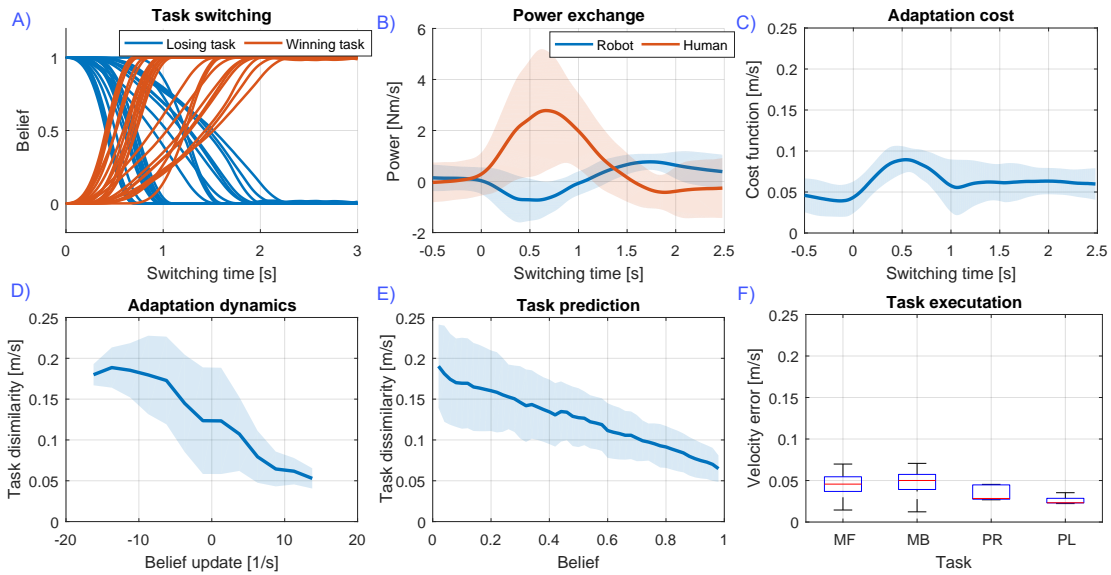 A)
Task switching
Losing task
Winning task
1
0.5
0
Belief
0
1
2
3
Switching time [s]
B)
Power exchange
Robot
Human
6
4
2
0
-2
Power [Nm/s]
-0.5
0
0.5
1
1.5
2
2.5
Switching time [s]
C)
Adaptation cost
0.25
0.2
0.15
0.1
0.05
0
Cost function [m/s]
-0.5
0
0.5
1
1.5
2
2.5
Switching time [s]
D)
Adaptation dynamics
0.25
0.2
0.15
0.1
0.05
0
Task disimilarity [m/s]
-20
-10
0
10
20
Belief update [1/s]
E)
Task prediction
0.25
0.2
0.15
0.1
0.05
0
Task dissimilarity [m/s]
0
0.2
0.4
0.6
0.8
1
Belief
F)
Task executation
0.25
0.2
0.15
0.1
0.05
0
Velocity error [m/s]
MF
MB
PR
PL
Task